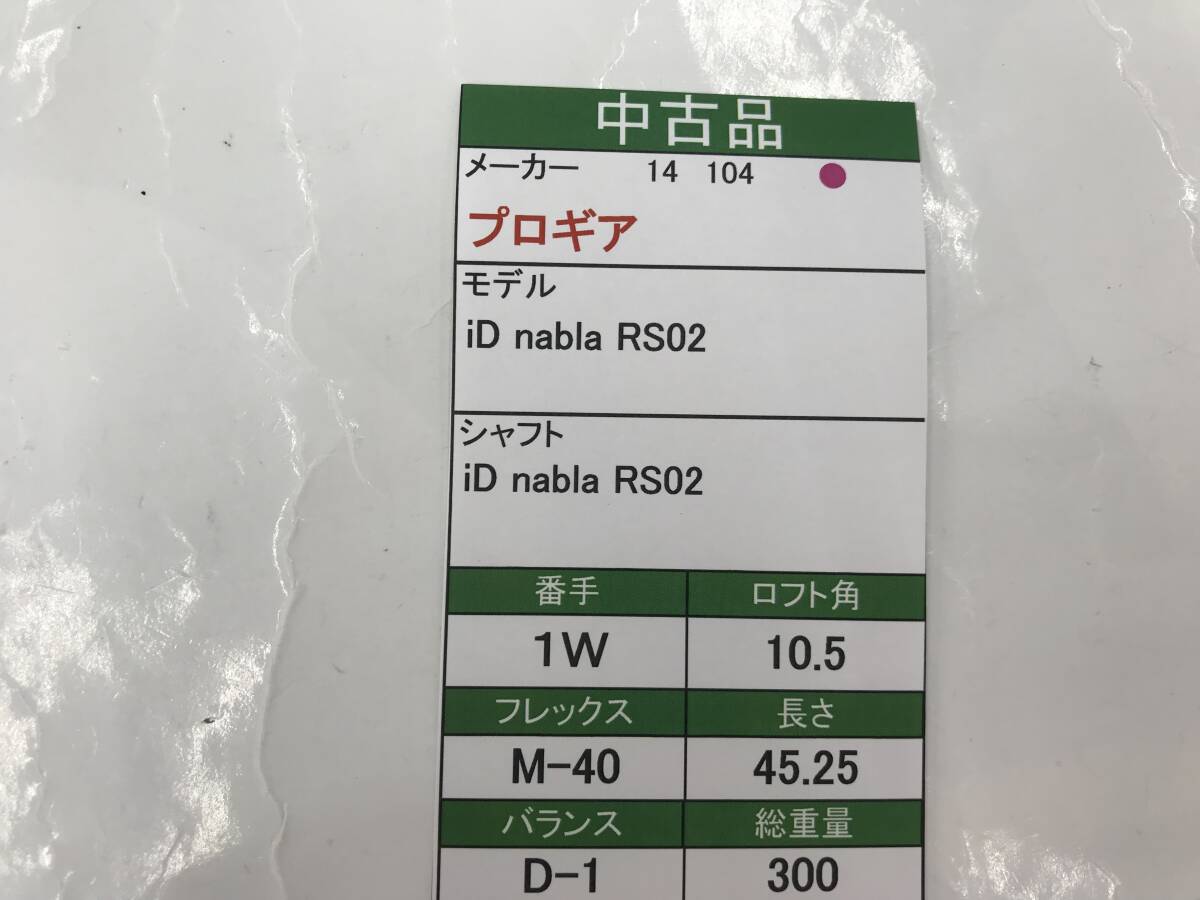 中古品
メーカー 14 104
プロギア
モデル
iD nabla RS02
シャフト
iD nabla RS02
番手 ロフト角
1W 10.5
フレックス 長さ
M-40 45.25
バランス 総重量
D-1 300